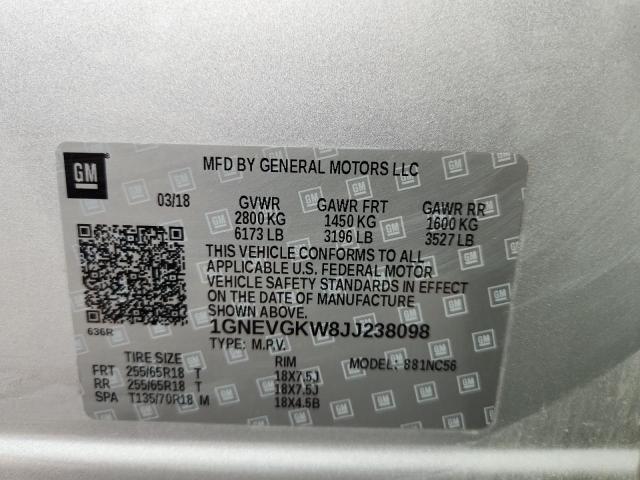 GM
MFD BY GENERAL MOTORS LLC
03/18 GVWR GAWR FRT GAWR RR
2800 KG 1450 KG 1600 KG
6173 LB 3196 LB 3527 LB
THIS VEHICLE CONFORMS TO ALL
APPLICABLE U.S. FEDERAL MOTOR
VEHICLE SAFETY STANDARDS IN EFFECT
ON THE DATE OF MANUFACTURE
SHOWN ABOVE.
636R
1GNEVGKW8JJ238098
TYPE: M.P.V. MODEL: 881NC56
TIRE SIZE RIM
FRT 255/65R18 T 18X7.5J
RR 255/65R18 T 18X7.5J
SPA T135/70R18 M 18X4.5B